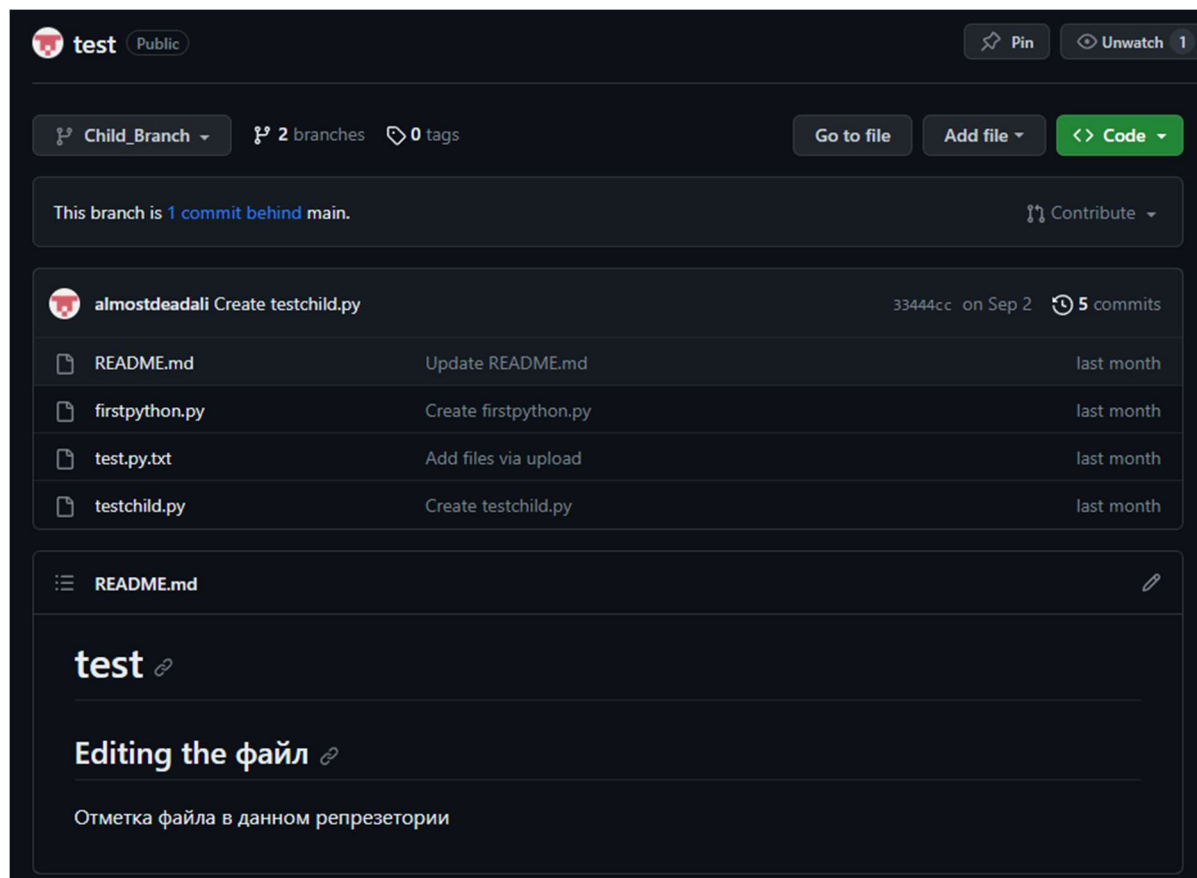 test Public Pin Unwatch 1
Child_Branch 2 branches 0 tags Go to file Add file Code
This branch is 1 commit behind main. Contribute
almostdeadali Create testchild.py 33444cc on Sep 2 5 commits
README.md Update README.md last month
firstpython.py Create firstpython.py last month
test.py.txt Add files via upload last month
testchild.py Create testchild.py last month
README.md
test
Editing the файл
Отметка файла в данном репрезетории